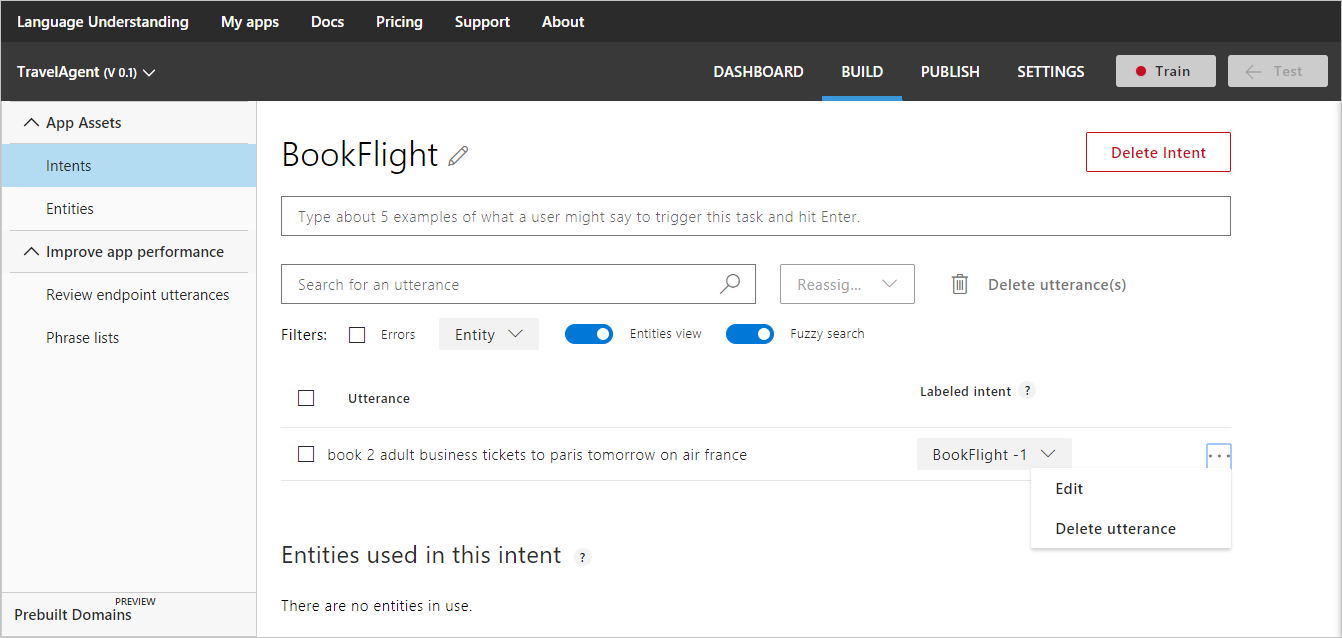 Language Understanding My apps Docs Pricing Support About
TravelAgent (V 0.1) DASHBOARD BUILD PUBLISH SETTINGS Train Test
App Assets
Intents
Entities
Improve app performance
Review endpoint utterances
Phrase lists
PREVIEW
Prebuilt Domains
BookFlight Delete Intent
Type about 5 examples of what a user might say to trigger this task and hit Enter.
Search for an utterance Reassig... Delete utterance(s)
Filters: Errors Entity Entities view Fuzzy search
Utterance Labeled intent ?
book 2 adult business tickets to paris tomorrow on air france BookFlight -1 ...
Edit
Delete utterance
Entities used in this intent ?
There are no entities in use.